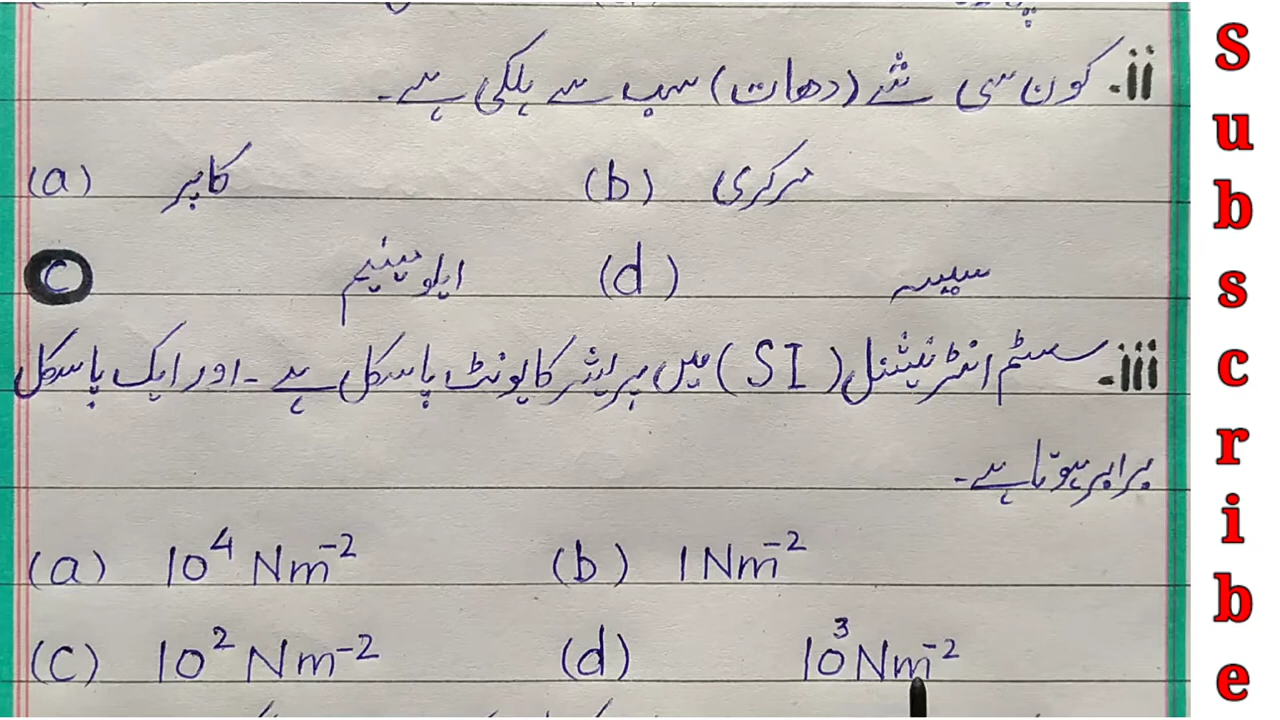 ii. کون سی شے (دھات) سب سے ہلکی ہے۔
(a) کاپر (b) مرکری
C ایلومینیم (d) سیسہ
iii. سسٹم انٹرنیشنل (SI) میں پریشر کا یونٹ پاسکل ہے۔ اور ایک پاسکل
برابر ہوتا ہے۔
(a) 10⁴ Nm⁻² (b) 1 Nm⁻²
(C) 10² Nm⁻² (d) 10³ Nm⁻²
Subscribe